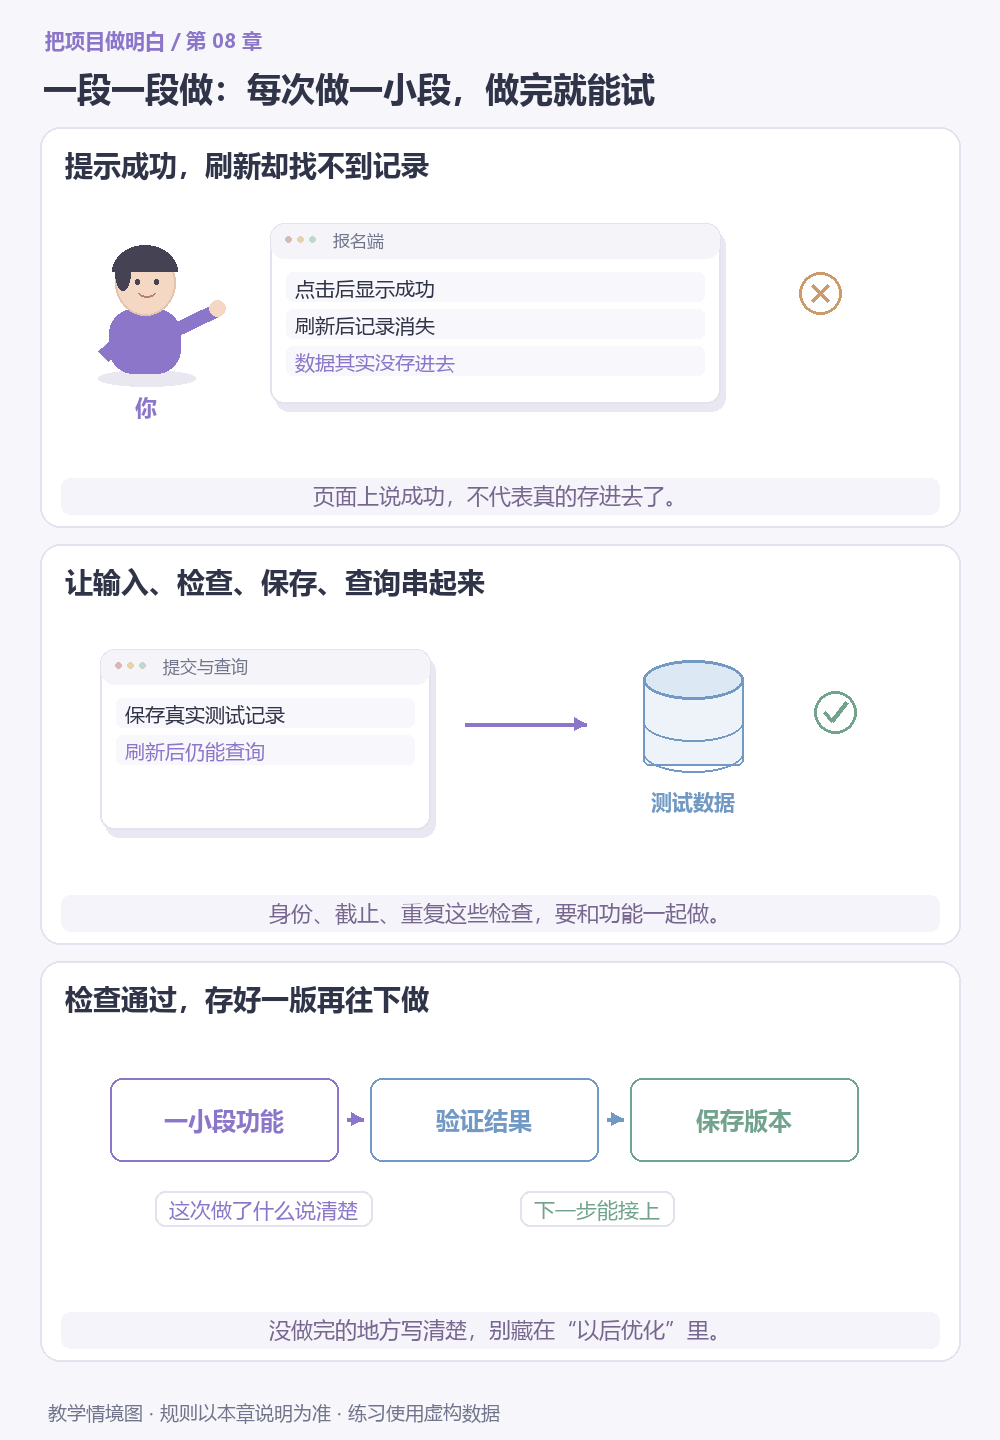 把项目做明白 / 第 08 章
一段一段做：每次做一小段，做完就能试
提示成功，刷新却找不到记录
报名端
点击后显示成功
刷新后记录消失
数据其实没存进去
你
页面上说成功，不代表真的存进去了。
让输入、检查、保存、查询串起来
提交与查询
保存真实测试记录
刷新后仍能查询
测试数据
身份、截止、重复这些检查，要和功能一起做。
检查通过，存好一版再往下做
一小段功能
验证结果
保存版本
这次做了什么说清楚
下一步能接上
没做完的地方写清楚，别藏在“以后优化”里。
教学情境图 · 规则以本章说明为准 · 练习使用虚构数据